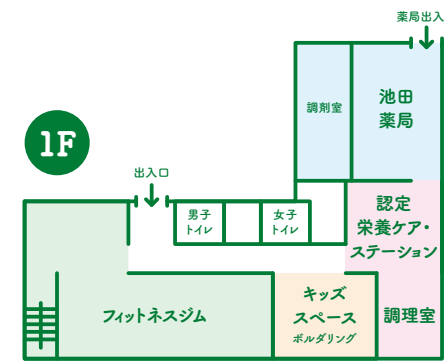 薬局出入
1F
調剤室
池田
薬局
出入口
男子
トイレ
女子
トイレ
認定
栄養ケア・
ステーション
フィットネスジム
キッズ
スペース
ボルダリング
調理室